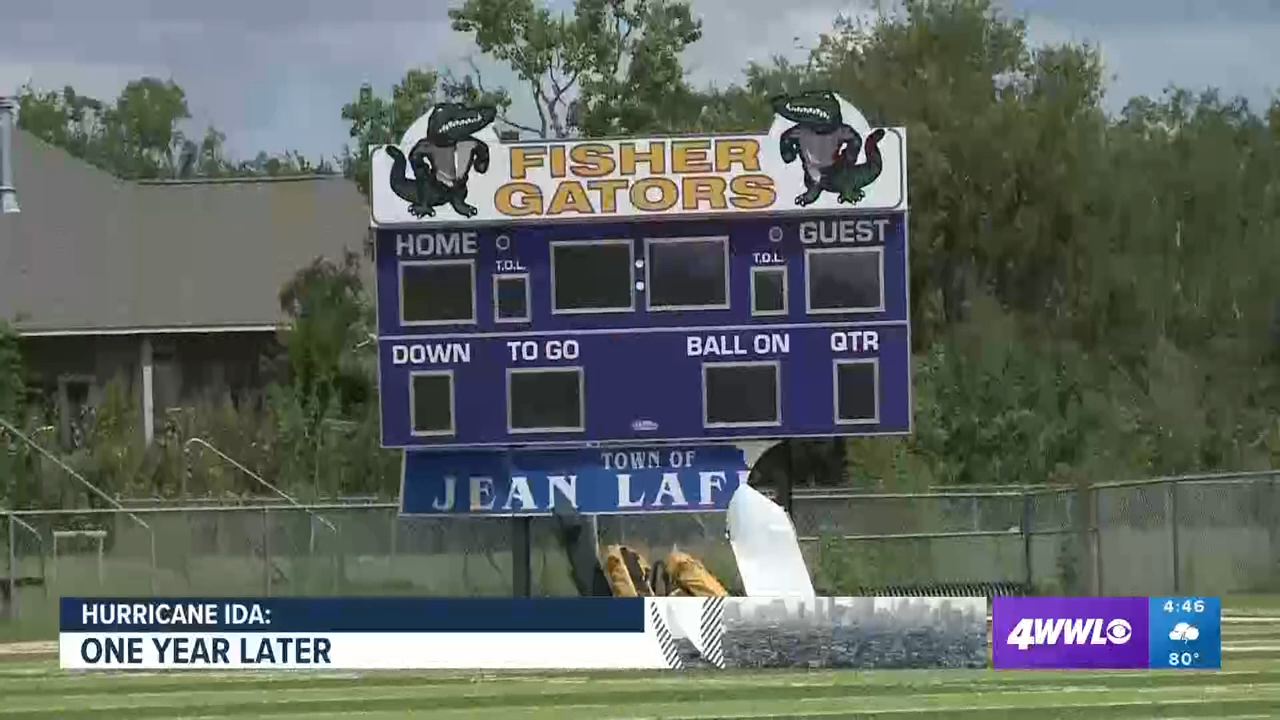 FISHER
GATORS
HOME
GUEST
T.O.L.
T.O.L.
DOWN
TO GO
BALL ON
QTR
TOWN OF
JEAN LAF
HURRICANE IDA:
ONE YEAR LATER
4WWL
4:46
80°